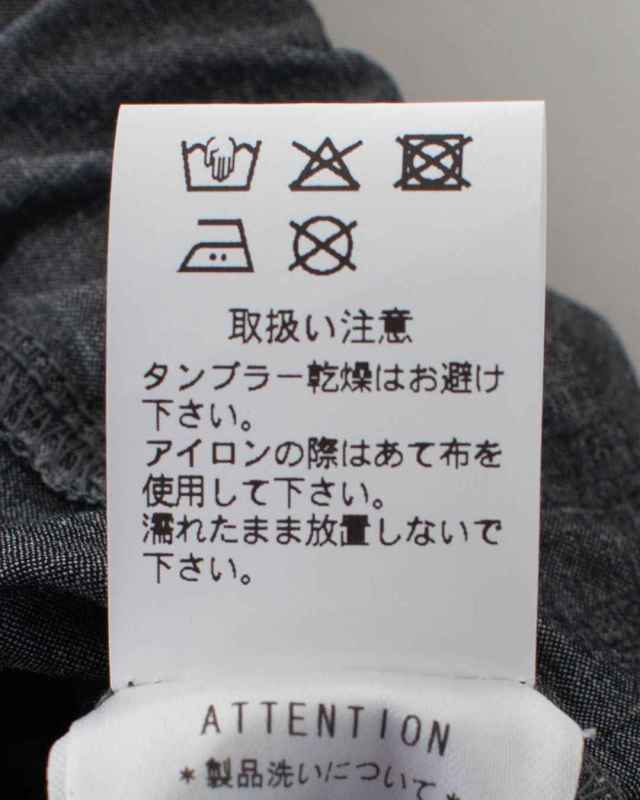 取扱い注意
タンブラー乾燥はお避け
下さい。
アイロンの際はあて布を
使用して下さい。
濡れたまま放置しないで
下さい。
ATTENTION
*製品洗いについて*